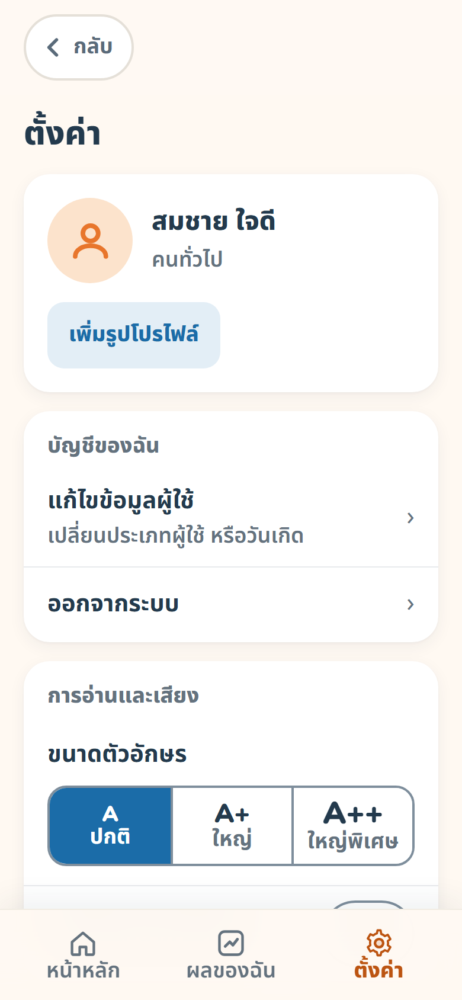 กลับ
ตั้งค่า
สมชาย ใจดี
คนทั่วไป
เพิ่มรูปโปรไฟล์
บัญชีของฉัน
แก้ไขข้อมูลผู้ใช้
เปลี่ยนประเภทผู้ใช้ หรือวันเกิด
ออกจากระบบ
การอ่านและเสียง
ขนาดตัวอักษร
A
ปกติ
A+
ใหญ่
A++
ใหญ่พิเศษ
หน้าหลัก
ผลของฉัน
ตั้งค่า